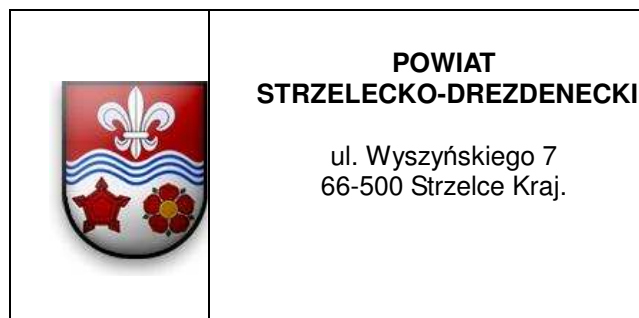 POWIAT
STRZELECKO-DREZDENECKI
ul. Wyszyńskiego 7
66-500 Strzelce Kraj.